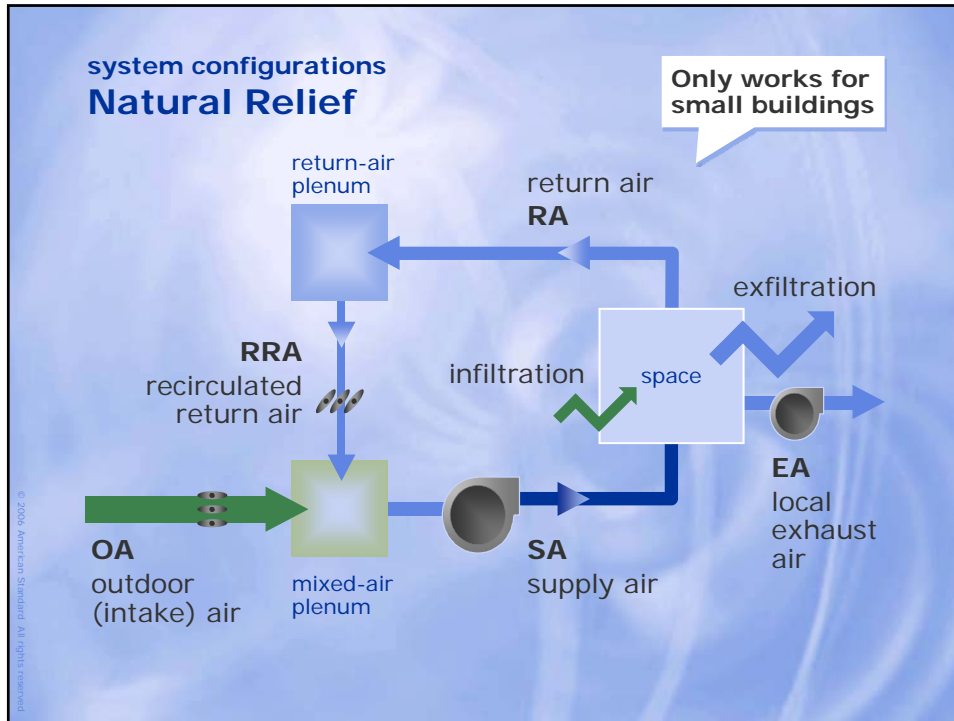 system configurations
Natural Relief
Only works for
small buildings
return-air
plenum
return air
RA
exfiltration
RRA
recirculated
return air
infiltration
space
OA
outdoor
(intake) air
mixed-air
plenum
SA
supply air
EA
local
exhaust
air
© 2006 American Standard All rights reserved